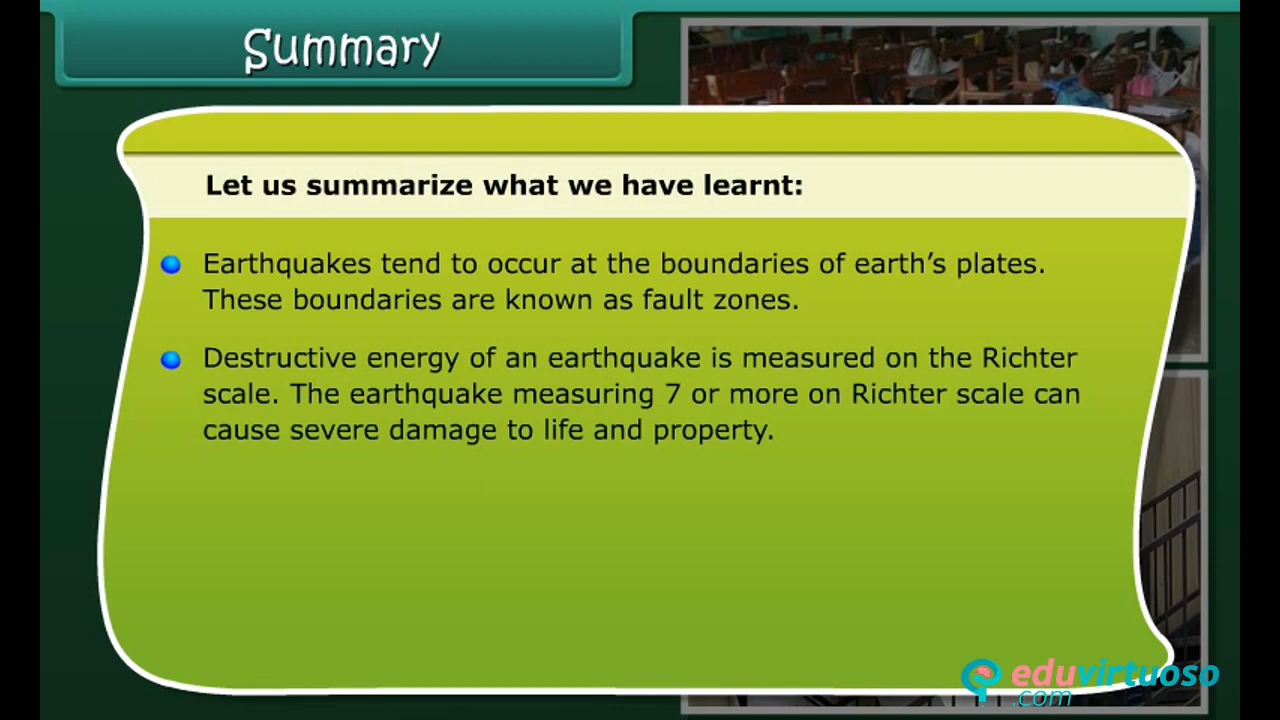 Summary
Let us summarize what we have learnt:
Earthquakes tend to occur at the boundaries of earth’s plates.
These boundaries are known as fault zones.
Destructive energy of an earthquake is measured on the Richter
scale. The earthquake measuring 7 or more on Richter scale can
cause severe damage to life and property.
eduvirtuoso
.com